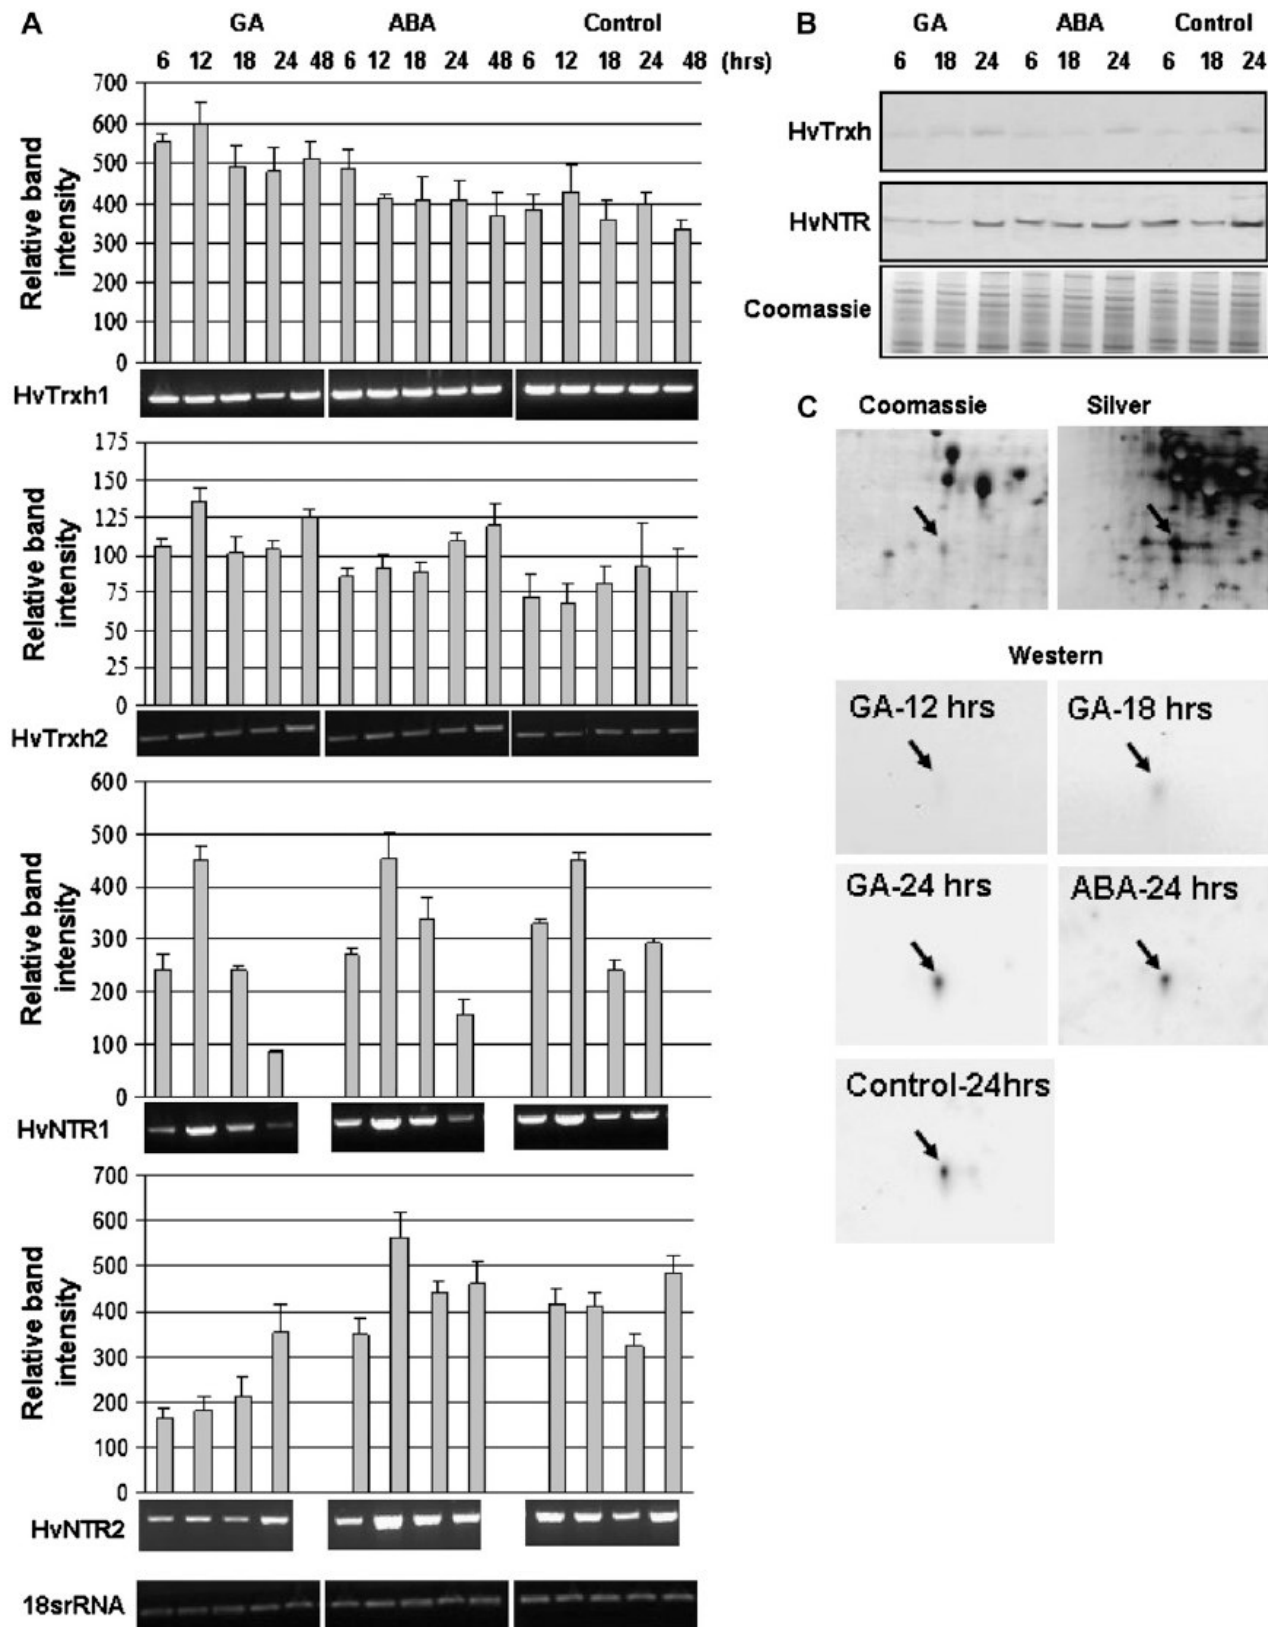 A
GA ABA Control
6 12 18 24 48 6 12 18 24 48 6 12 18 24 48 (hrs)
Relative band
intensity
700
600
500
400
300
200
100
0
HvTrxh1
Relative band
intensity
175
150
125
100
75
50
25
0
HvTrxh2
Relative band
intensity
600
500
400
300
200
100
0
HvNTR1
Relative band
intensity
700
600
500
400
300
200
100
0
HvNTR2
18srRNA
B
GA ABA Control
6 18 24 6 18 24 6 18 24
HvTrxh
HvNTR
Coomassie
C
Coomassie Silver
Western
GA-12 hrs GA-18 hrs
GA-24 hrs ABA-24 hrs
Control-24hrs